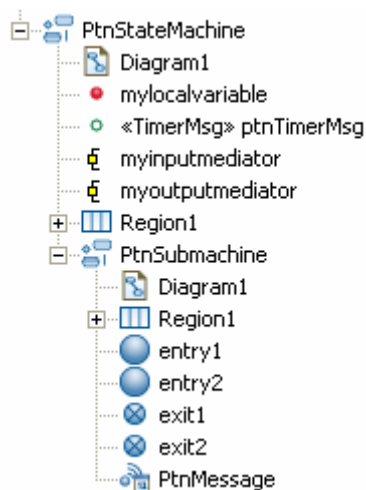 PtnStateMachine
Diagram1
mylocalvariable
«TimerMsg» ptnTimerMsg
myinputmediator
myoutputmediator
Region1
PtnSubmachine
Diagram1
Region1
entry1
entry2
exit1
exit2
PtnMessage